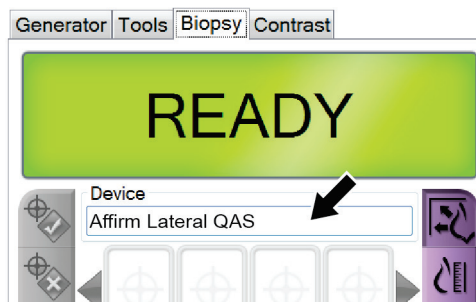 Generator Tools Biopsy Contrast
READY
Device
Affirm Lateral QAS